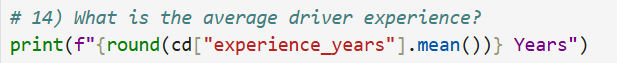 # 14) What is the average driver experience?
print(f"{round(cd["experience_years"].mean())} Years")